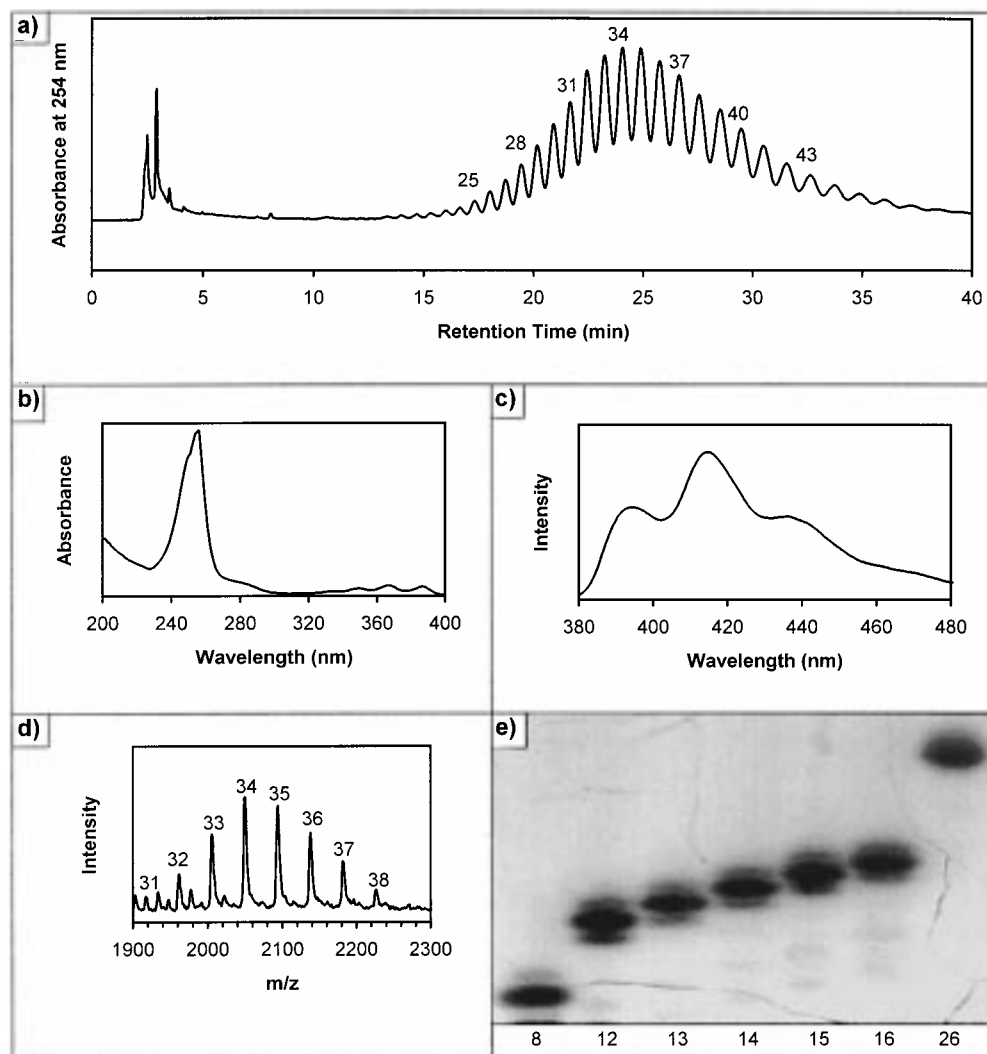 a)
Absorbance at 254 nm
25 28 31 34 37 40 43
0 5 10 15 20 25 30 35 40
Retention Time (min)
b)
Absorbance
200 240 280 320 360 400
Wavelength (nm)
c)
Intensity
380 400 420 440 460 480
Wavelength (nm)
d)
Intensity
31 32 33 34 35 36 37 38
1900 2000 2100 2200 2300
m/z
e)
8 12 13 14 15 16 26